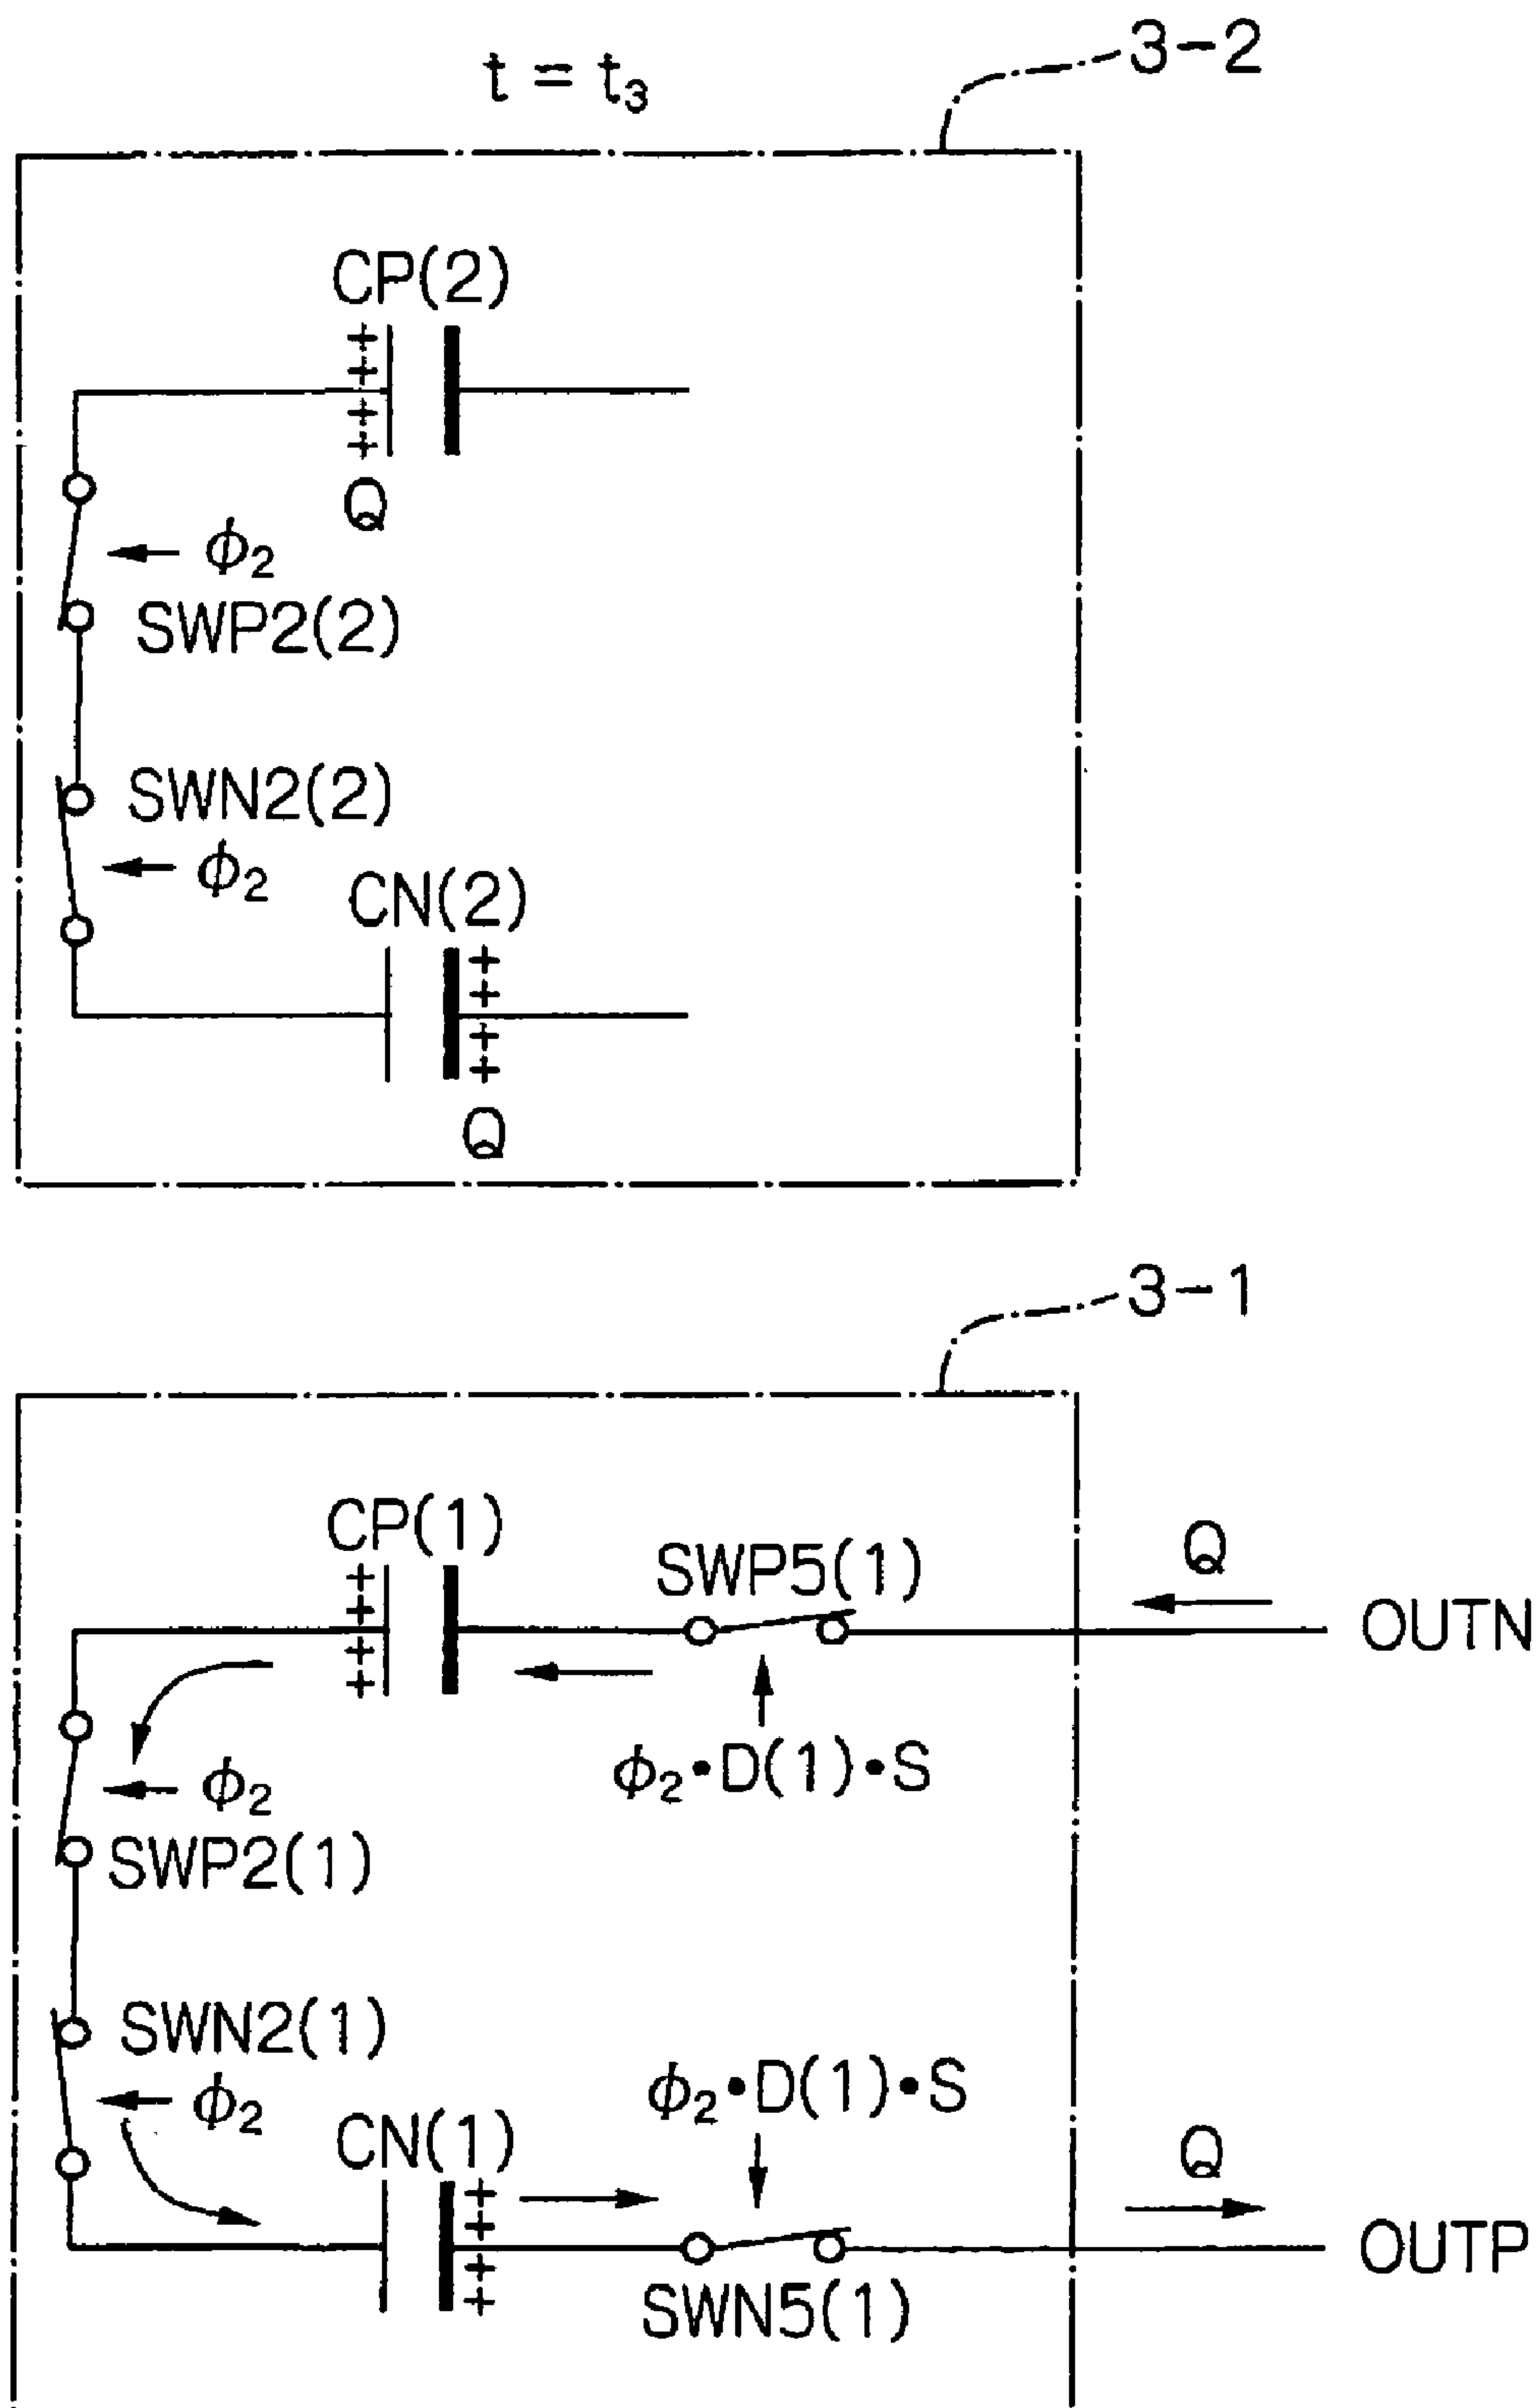 t = t₃
3-2
CP(2)
++++
Q
ϕ₂
SWP2(2)
SWN2(2)
ϕ₂
CN(2)
++++
Q
3-1
CP(1)
++++
SWP5(1)
Q
OUTN
ϕ₂•D(1)•S
ϕ₂
SWP2(1)
SWN2(1)
ϕ₂
ϕ₂•D(1)•S
CN(1)
++++
Q
OUTP
SWN5(1)